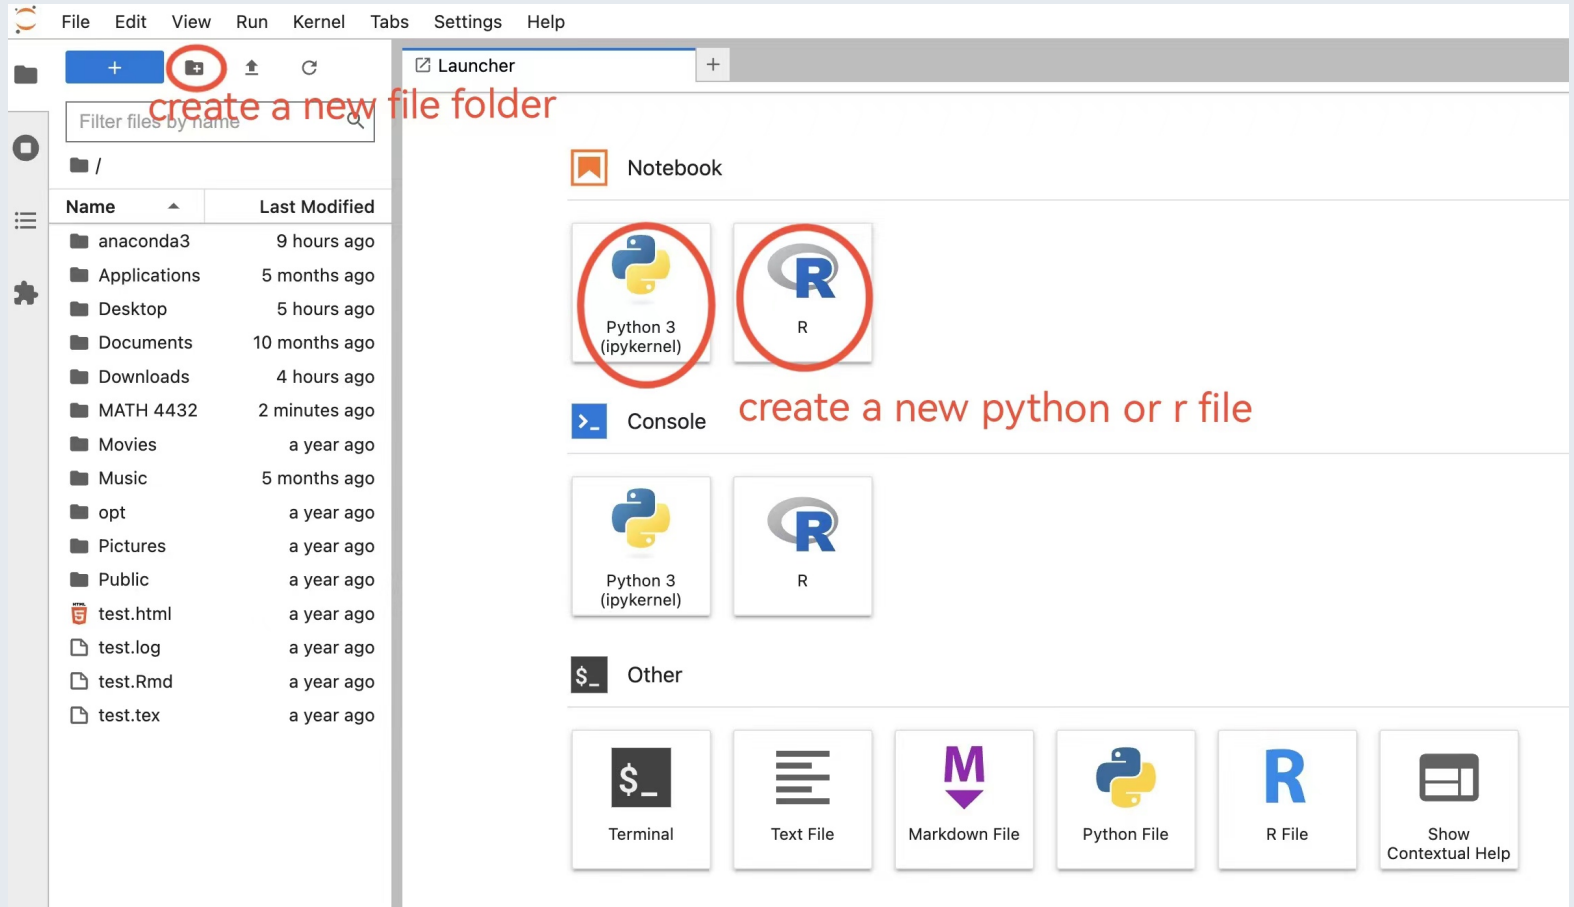 File Edit View Run Kernel Tabs Settings Help
+
Launcher
+
create a new file folder
Filter files by name
/
Name Last Modified
anaconda3 9 hours ago
Applications 5 months ago
Desktop 5 hours ago
Documents 10 months ago
Downloads 4 hours ago
MATH 4432 2 minutes ago
Movies a year ago
Music 5 months ago
opt a year ago
Pictures a year ago
Public a year ago
HTML 5 test.html a year ago
test.log a year ago
test.Rmd a year ago
test.tex a year ago
Notebook
Python 3
(ipykernel)
R
R
create a new python or r file
>_ Console
Python 3
(ipykernel)
R
R
$_ Other
$_
Terminal
Text File
M
Markdown File
Python File
R
R File
Show
Contextual Help